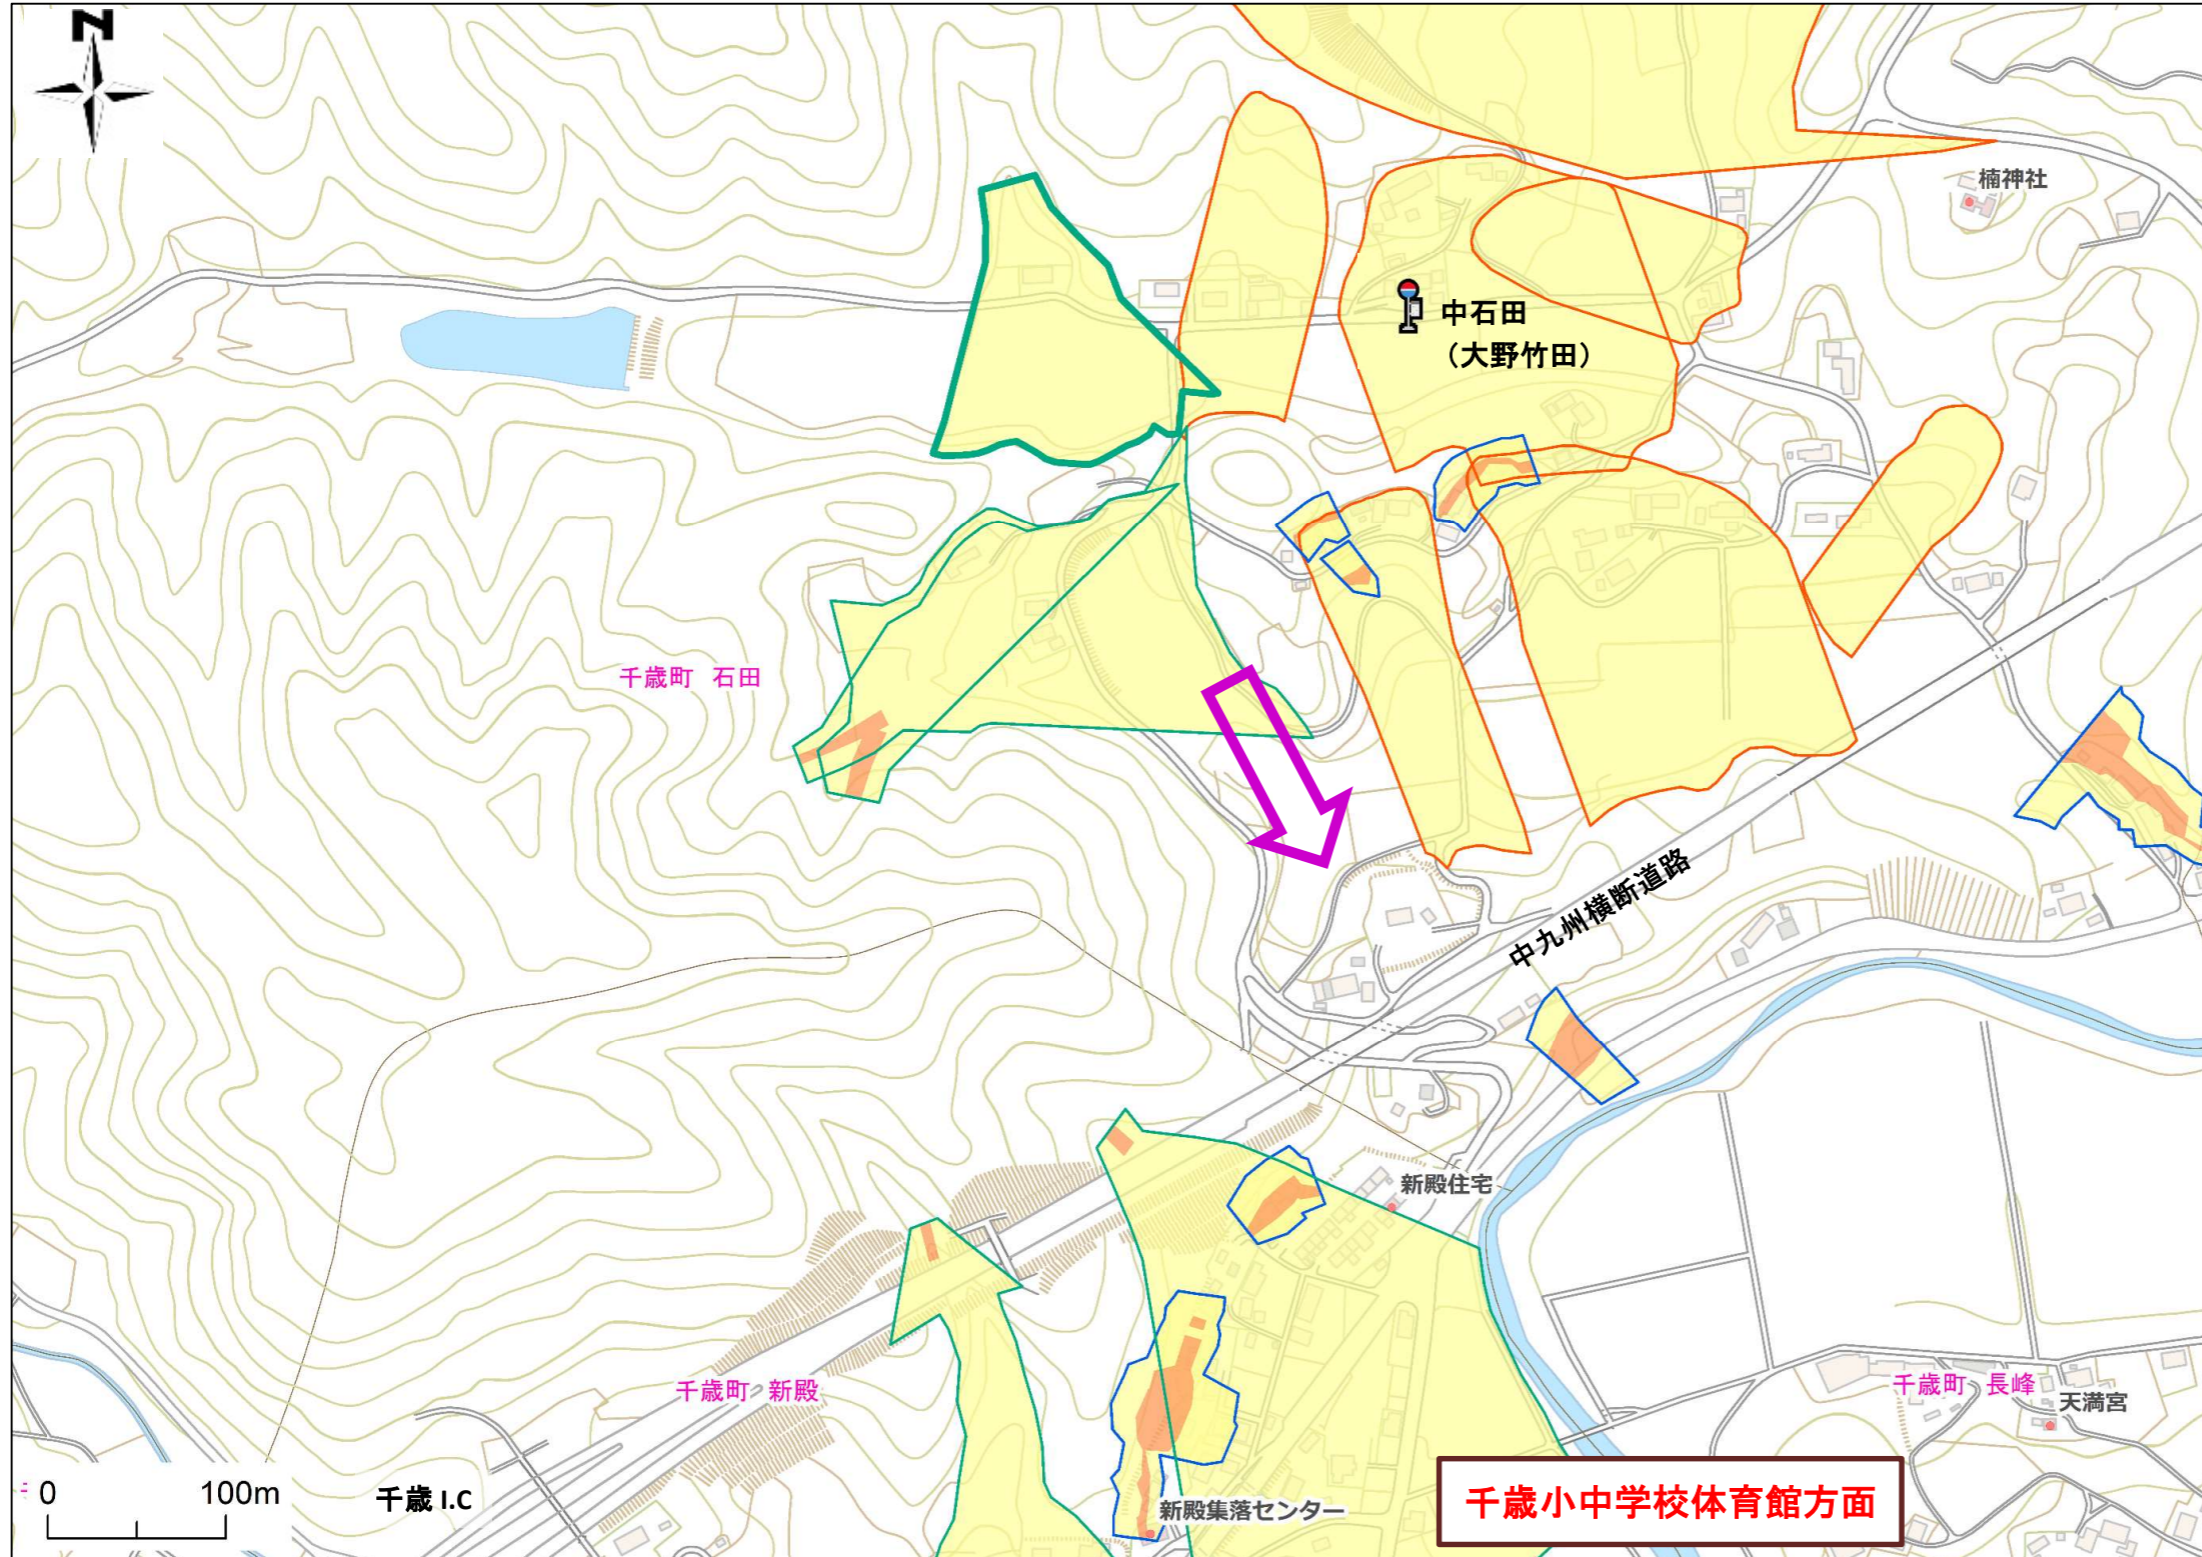 N
楠神社
中石田
（大野竹田）
千歳町 石田
中九州横断道路
新殿住宅
千歳町 新殿
千歳町 長峰
天満宮
0 100m
千歳 I.C
新殿集落センター
千歳小中学校体育館方面